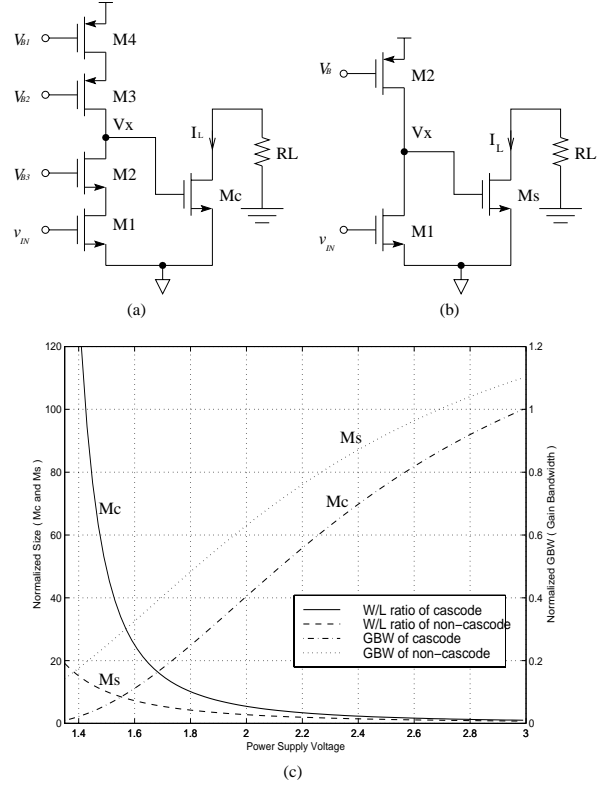 V_B1
M4
V_B2
M3
Vx
I_L
RL
V_B3
M2
Mc
v_IN
M1
(a)
V_B
M2
Vx
I_L
RL
Ms
v_IN
M1
(b)
120
100
80
60
40
20
0
Normalized Size ( Mc and Ms )
1.2
1
0.8
0.6
0.4
0.2
0
Normalized GBW ( Gain Bandwidth )
Ms
Mc
Mc
Ms
W/L ratio of cascode
W/L ratio of non-cascode
GBW of cascode
GBW of non-cascode
1.4 1.6 1.8 2 2.2 2.4 2.6 2.8 3
Power Supply Voltage
(c)